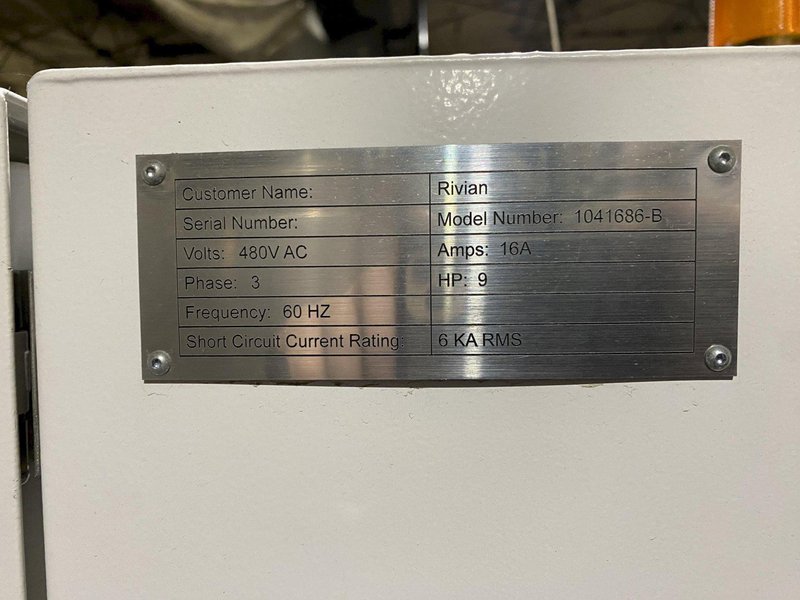 Customer Name: Rivian
Serial Number: Model Number: 1041686-B
Volts: 480V AC Amps: 16A
Phase: 3 HP: 9
Frequency: 60 HZ
Short Circuit Current Rating: 6 KA RMS